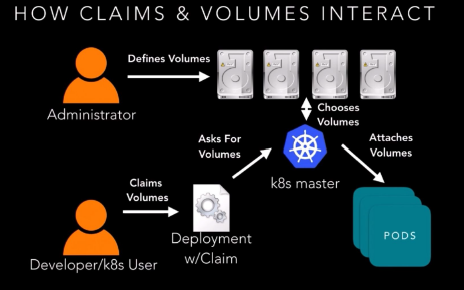 HOW CLAIMS & VOLUMES INTERACT
Defines Volumes
Administrator
Chooses
Volumes
Asks For
Volumes
Attaches
Volumes
k8s master
Claims
Volumes
Deployment
w/Claim
PODS
Developer/k8s User